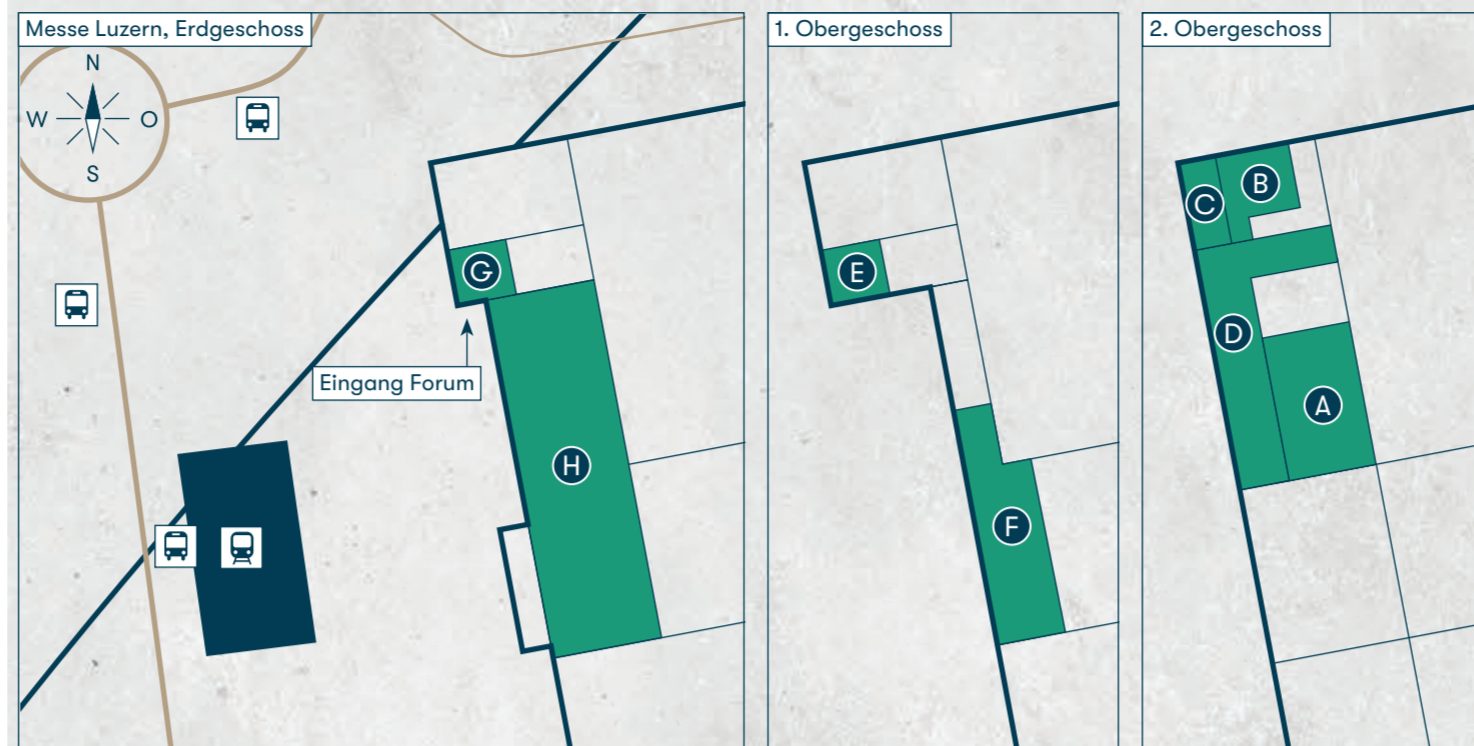 Messe Luzern, Erdgeschoss
1. Obergeschoss
2. Obergeschoss
N
W
O
S
G
Eingang Forum
H
E
F
C
B
D
A